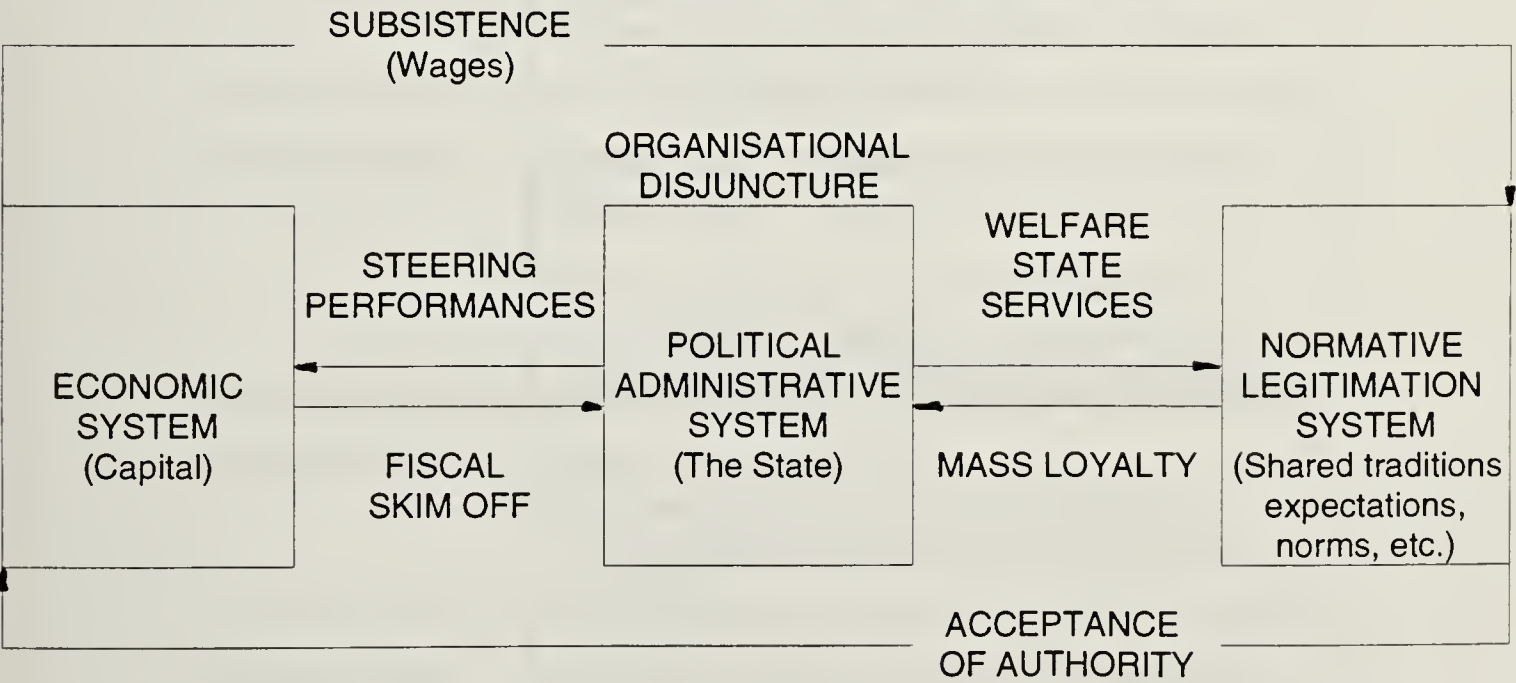 SUBSISTENCE
(Wages)
ORGANISATIONAL
DISJUNCTURE
STEERING
PERFORMANCES
WELFARE
STATE
SERVICES
ECONOMIC
SYSTEM
(Capital)
POLITICAL
ADMINISTRATIVE
SYSTEM
(The State)
NORMATIVE
LEGITIMATION
SYSTEM
(Shared traditions
expectations,
norms, etc.)
FISCAL
SKIM OFF
MASS LOYALTY
ACCEPTANCE
OF AUTHORITY